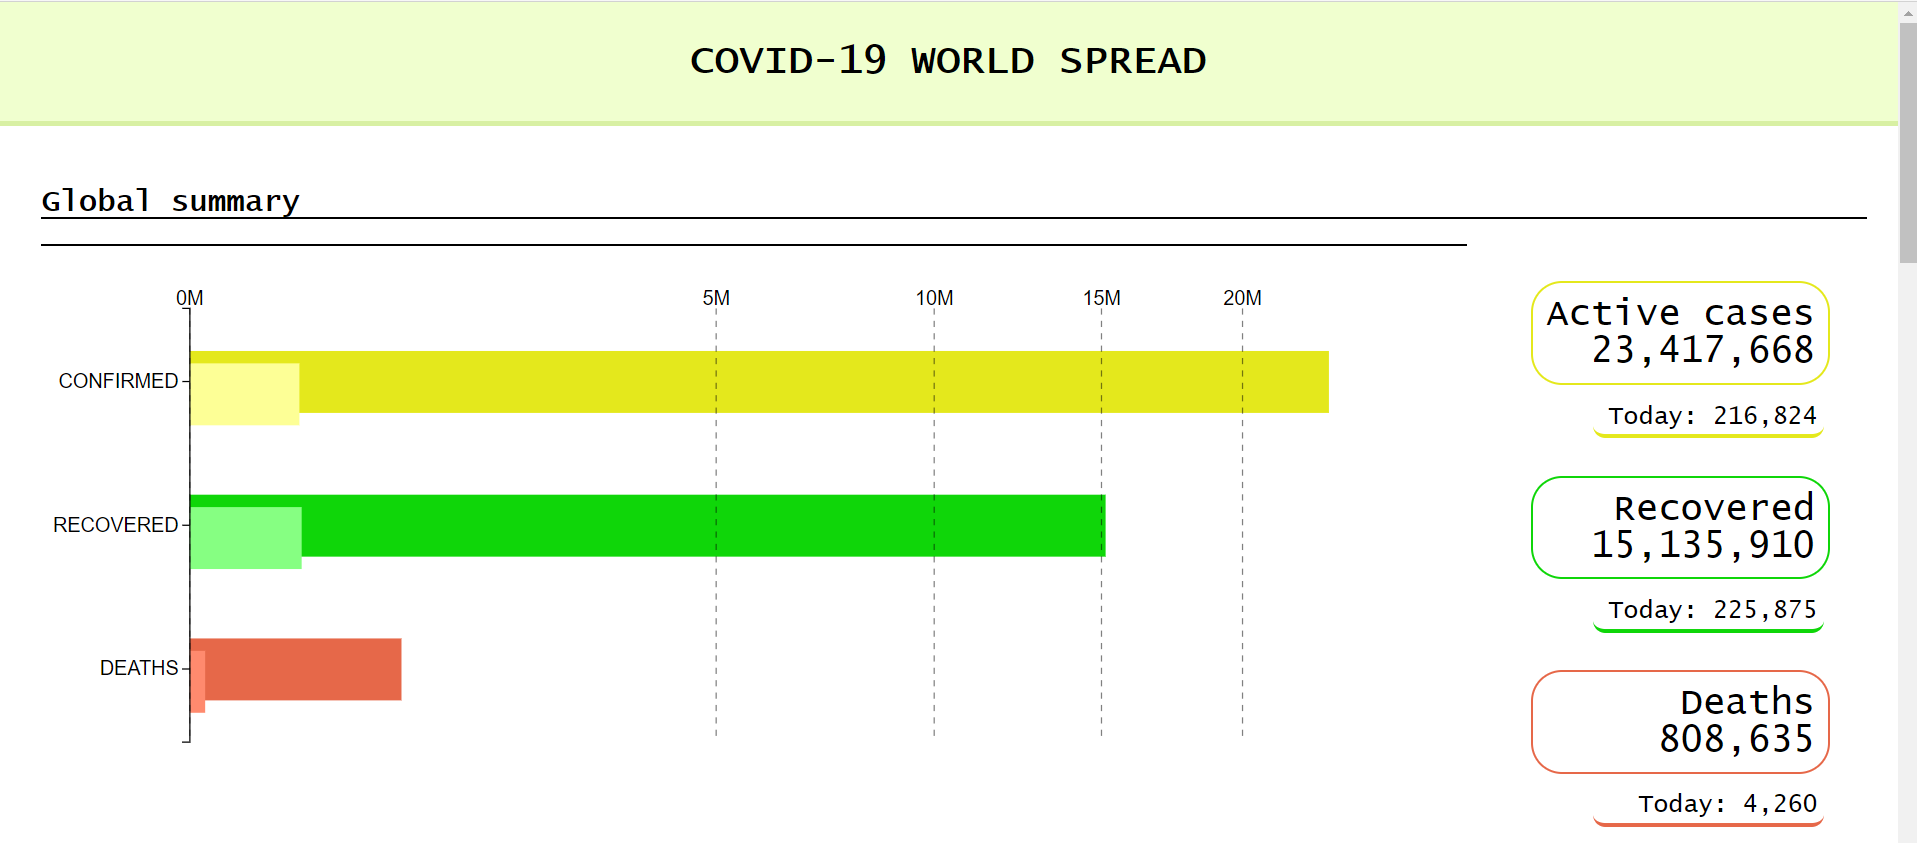 COVID-19 WORLD SPREAD
Global summary
0M 5M 10M 15M 20M
CONFIRMED
RECOVERED
DEATHS
Active cases
23,417,668
Today: 216,824
Recovered
15,135,910
Today: 225,875
Deaths
808,635
Today: 4,260